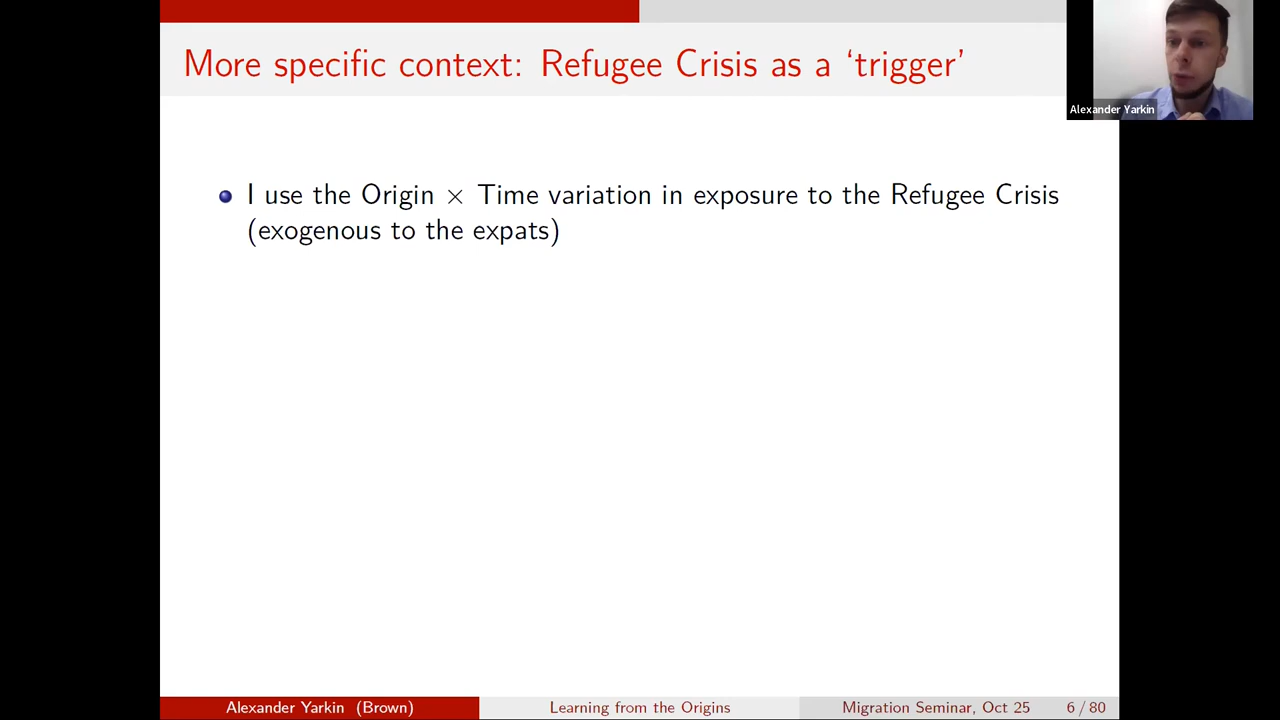 More specific context: Refugee Crisis as a ‘trigger’
Alexander Yarkin
I use the Origin × Time variation in exposure to the Refugee Crisis
(exogenous to the expats)
Alexander Yarkin (Brown)
Learning from the Origins
Migration Seminar, Oct 25
6 / 80